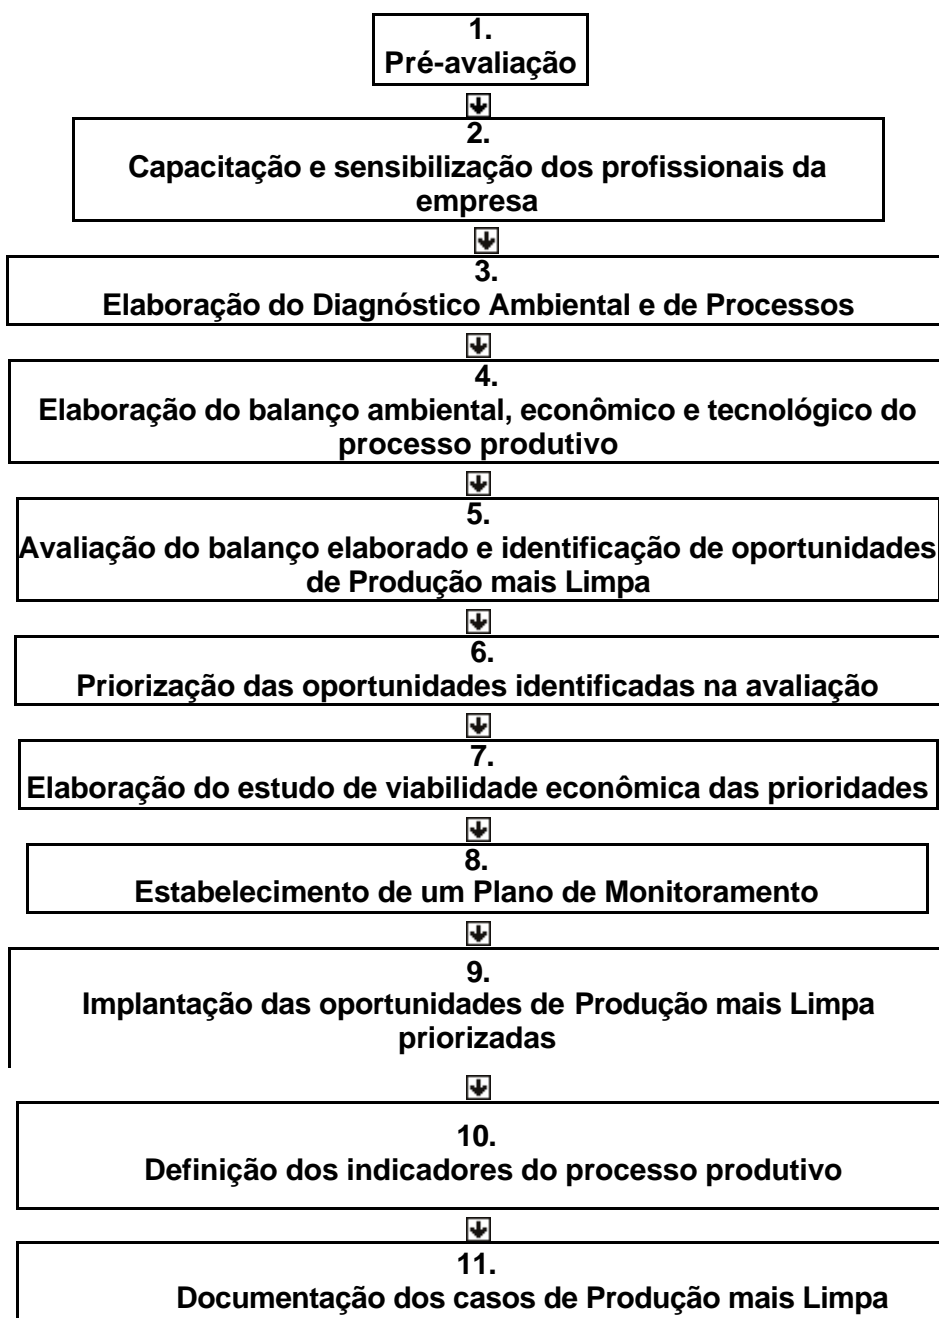 1.
Pré-avaliação
2.
Capacitação e sensibilização dos profissionais da
empresa
3.
Elaboração do Diagnóstico Ambiental e de Processos
4.
Elaboração do balanço ambiental, econômico e tecnológico do
processo produtivo
5.
Avaliação do balanço elaborado e identificação de oportunidades
de Produção mais Limpa
6.
Priorização das oportunidades identificadas na avaliação
7.
Elaboração do estudo de viabilidade econômica das prioridades
8.
Estabelecimento de um Plano de Monitoramento
9.
Implantação das oportunidades de Produção mais Limpa
priorizadas
10.
Definição dos indicadores do processo produtivo
11.
Documentação dos casos de Produção mais Limpa